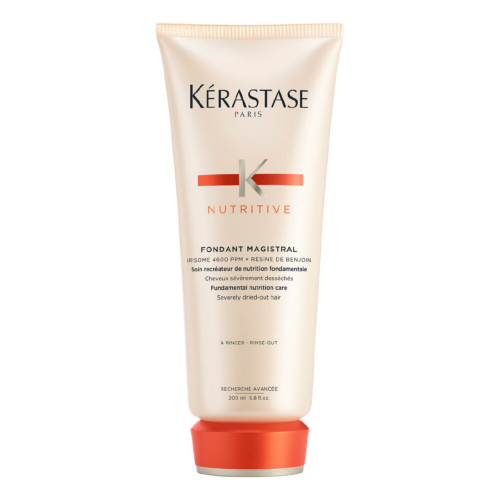 KÉRASTASE
PARIS
K
NUTRITIVE
FONDANT MAGISTRAL
IRISOME 4600 PPM + RESINE DE BENJOIN
Soin recréateur de nutrition fondamentale
Cheveux sévèrement desséchés
Fundamental nutrition care
Severely dried-out hair
A RINCER - RINSE-OUT
RECHERCHE AVANCÉE
200 ml 6.8 fl.oz.